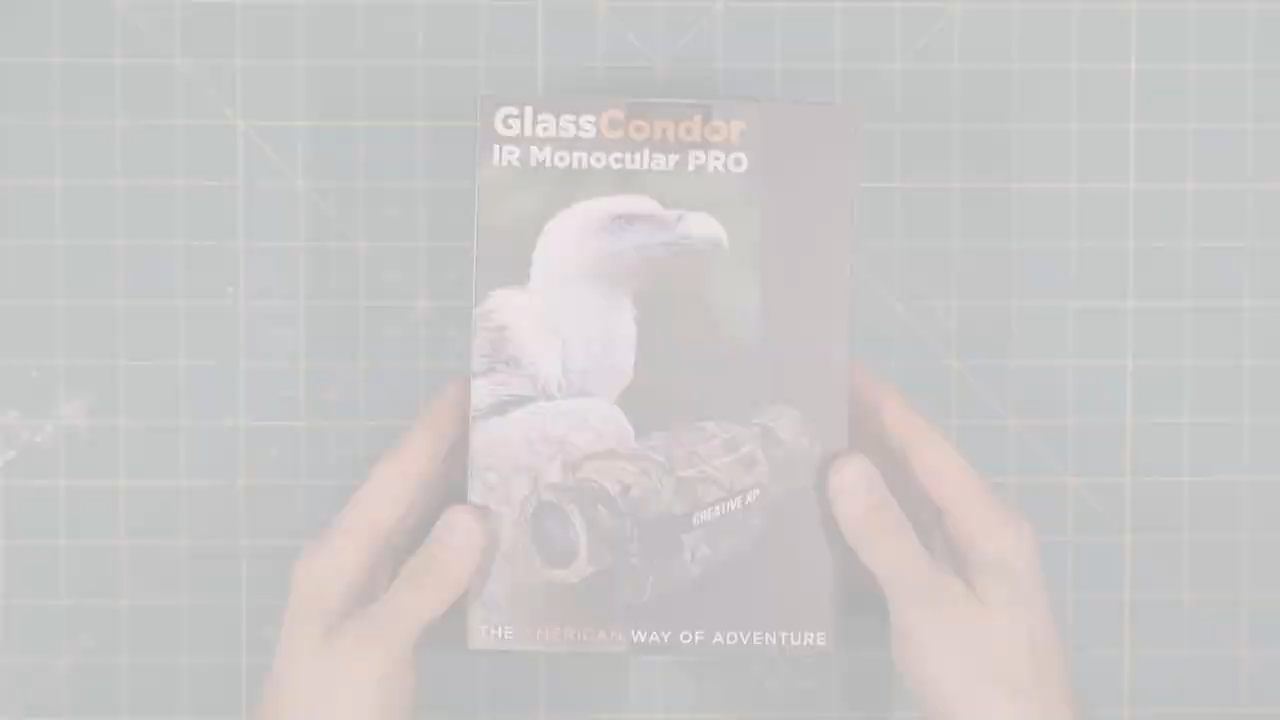 GlassCondor
IR Monocular PRO
CREATIVE XP
THE AMERICAN WAY OF ADVENTURE